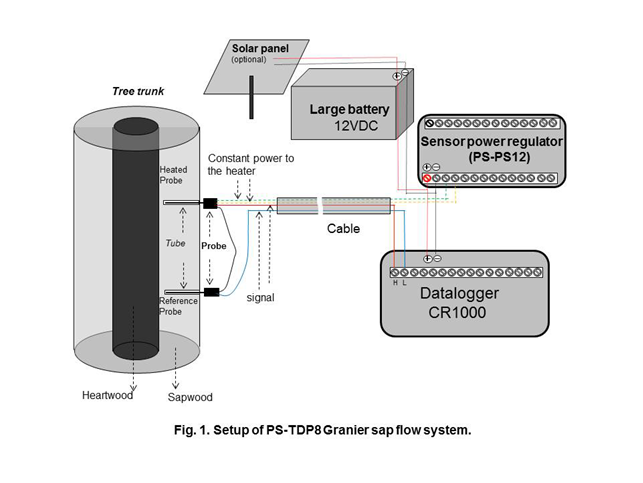 Solar panel
(optional)
Tree trunk
Large battery
12VDC
Sensor power regulator
(PS-PS12)
Constant power to
the heater
Heated
Probe
Tube
Probe
Cable
signal
Reference
Probe
H L
Datalogger
CR1000
Heartwood
Sapwood
Fig. 1. Setup of PS-TDP8 Granier sap flow system.